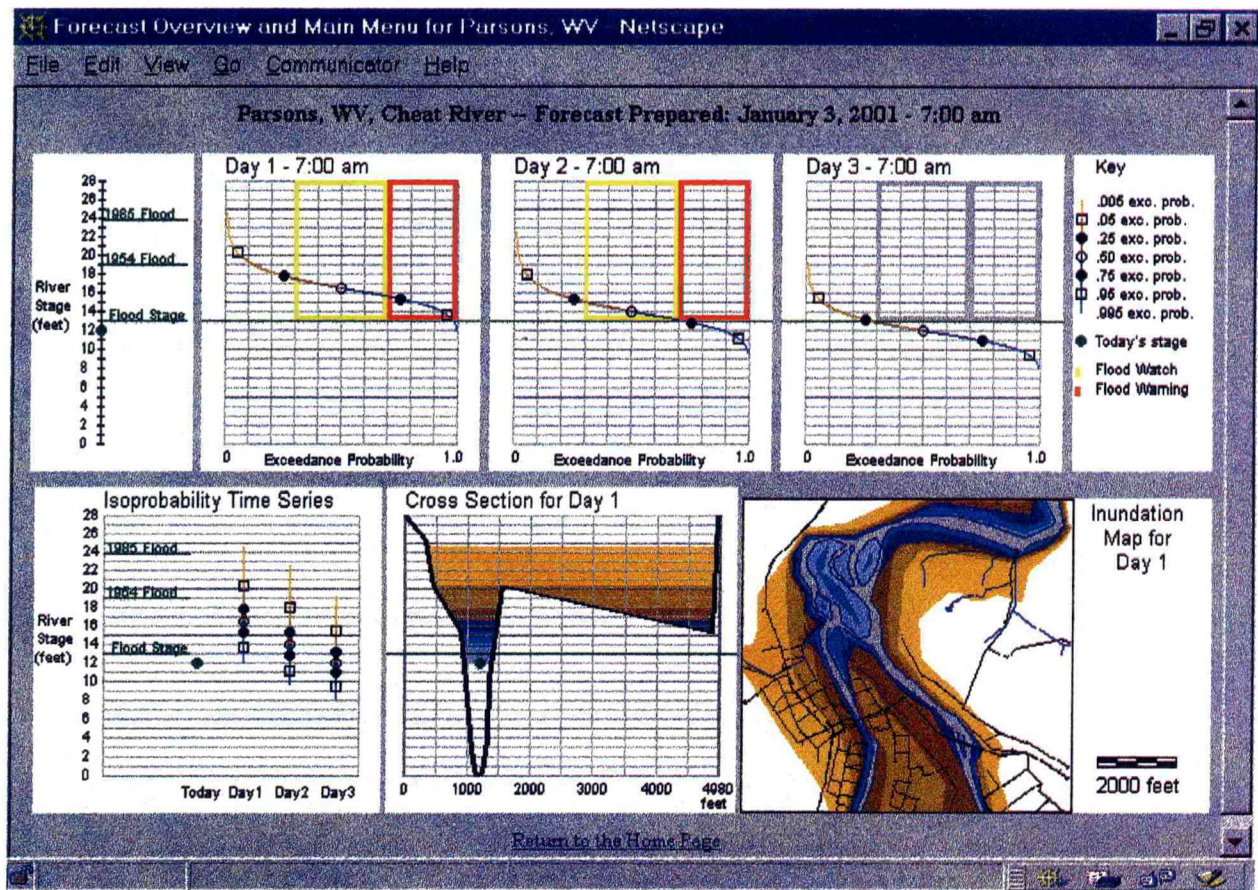 Forecast Overview and Main Menu for Parsons, WV - Netscape
File Edit View Go Communicator Help
Parsons, WV, Cheat River -- Forecast Prepared: January 3, 2001 - 7:00 am
River
Stage
(feet)
28
26
24
22
20
18
16
14
12
10
8
6
4
2
0
1985 Flood
1954 Flood
Flood Stage
Day 1 - 7:00 am
0 Exceedance Probability 1.0
Day 2 - 7:00 am
0 Exceedance Probability 1.0
Day 3 - 7:00 am
0 Exceedance Probability 1.0
Key
.005 exc. prob.
.05 exc. prob.
.25 exc. prob.
.50 exc. prob.
.75 exc. prob.
.95 exc. prob.
.995 exc. prob.
Today's stage
Flood Watch
Flood Warning
Isoprobability Time Series
River
Stage
(feet)
28
26
24
22
20
18
16
14
12
10
8
6
4
2
0
1985 Flood
1954 Flood
Flood Stage
Today Day1 Day2 Day3
Cross Section for Day 1
0 1000 2000 3000 4000 4980
feet
Inundation
Map for
Day 1
2000 feet
Return to the Home Page